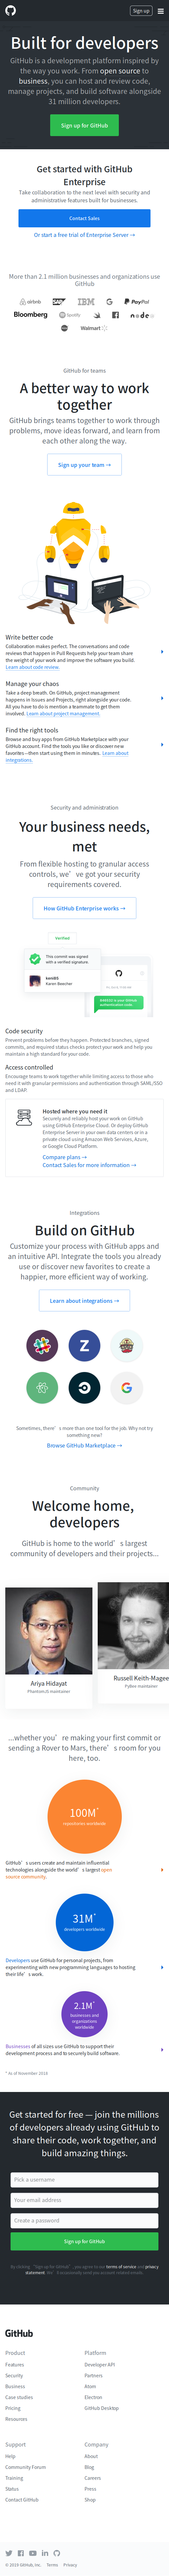 Sign up
Built for developers
GitHub is a development platform inspired by
the way you work. From open source to
business, you can host and review code,
manage projects, and build software alongside
31 million developers.
Sign up for GitHub
Get started with GitHub
Enterprise
Take collaboration to the next level with security and
administrative features built for businesses.
Contact Sales
Or start a free trial of Enterprise Server →
More than 2.1 million businesses and organizations use
GitHub
airbnb SAP IBM G PayPal
Bloomberg Spotify node
Walmart
GitHub for teams
A better way to work
together
GitHub brings teams together to work through
problems, move ideas forward, and learn from
each other along the way.
Sign up your team →
Write better code
Collaboration makes perfect. The conversations and code
reviews that happen in Pull Requests help your team share
the weight of your work and improve the software you build.
Learn about code review.
Manage your chaos
Take a deep breath. On GitHub, project management
happens in Issues and Projects, right alongside your code.
All you have to do is mention a teammate to get them
involved. Learn about project management.
Find the right tools
Browse and buy apps from GitHub Marketplace with your
GitHub account. Find the tools you like or discover new
favorites – then start using them in minutes. Learn about
integrations.
Security and administration
Your business needs,
met
From flexible hosting to granular access
controls, we’ve got your security
requirements covered.
How GitHub Enterprise works →
Verified
This commit was signed
with a verified signature.
kenBS
Karen Beecher
Code security
Prevent problems before they happen. Protected branches, signed
commits, and required status checks protect your work and help you
maintain a high standard for your code.
Access controlled
Encourage teams to work together while limiting access to those who
need it with granular permissions and authentication through SAML/SSO
and LDAP.
Hosted where you need it
Securely and reliably host your work on GitHub
using GitHub Enterprise Cloud. Or deploy GitHub
Enterprise Server in your own data centers or in a
private cloud using Amazon Web Services, Azure,
or Google Cloud Platform.
Compare plans →
Contact Sales for more information →
Integrations
Build on GitHub
Customize your process with GitHub apps and
an intuitive API. Integrate the tools you already
use or discover new favorites to create a
happier, more efficient way of working.
Learn about integrations →
Z
G
Sometimes, there’s more than one tool for the job. Why not try
something new?
Browse GitHub Marketplace →
Community
Welcome home,
developers
GitHub is home to the world’s largest
community of developers and their projects...
Ariya Hidayat
PhantomJS maintainer
Russell Keith-Magee
PyBee maintainer
...whether you’re making your first commit or
sending a Rover to Mars, there’s room for you
here, too.
100M*
repositories worldwide
GitHub’s users create and maintain influential
technologies alongside the world’s largest open
source community.
31M*
developers worldwide
Developers use GitHub for personal projects, from
experimenting with new programming languages to hosting
their life’s work.
2.1M*
businesses and
organizations
worldwide
Businesses of all sizes use GitHub to support their
development process and securely build software.
* As of November 2018
Get started for free — join the millions
of developers already using GitHub to
share their code, work together, and
build amazing things.
Pick a username
Your email address
Create a password
Sign up for GitHub
By clicking “Sign up for GitHub”, you agree to our terms of service and privacy
statement. We’ll occasionally send you account related emails.
GitHub
Product
Features
Security
Business
Case studies
Pricing
Resources
Platform
Developer API
Partners
Atom
Electron
GitHub Desktop
Support
Help
Community Forum
Training
Status
Contact GitHub
Company
About
Blog
Careers
Press
Shop
© 2019 GitHub, Inc. Terms Privacy